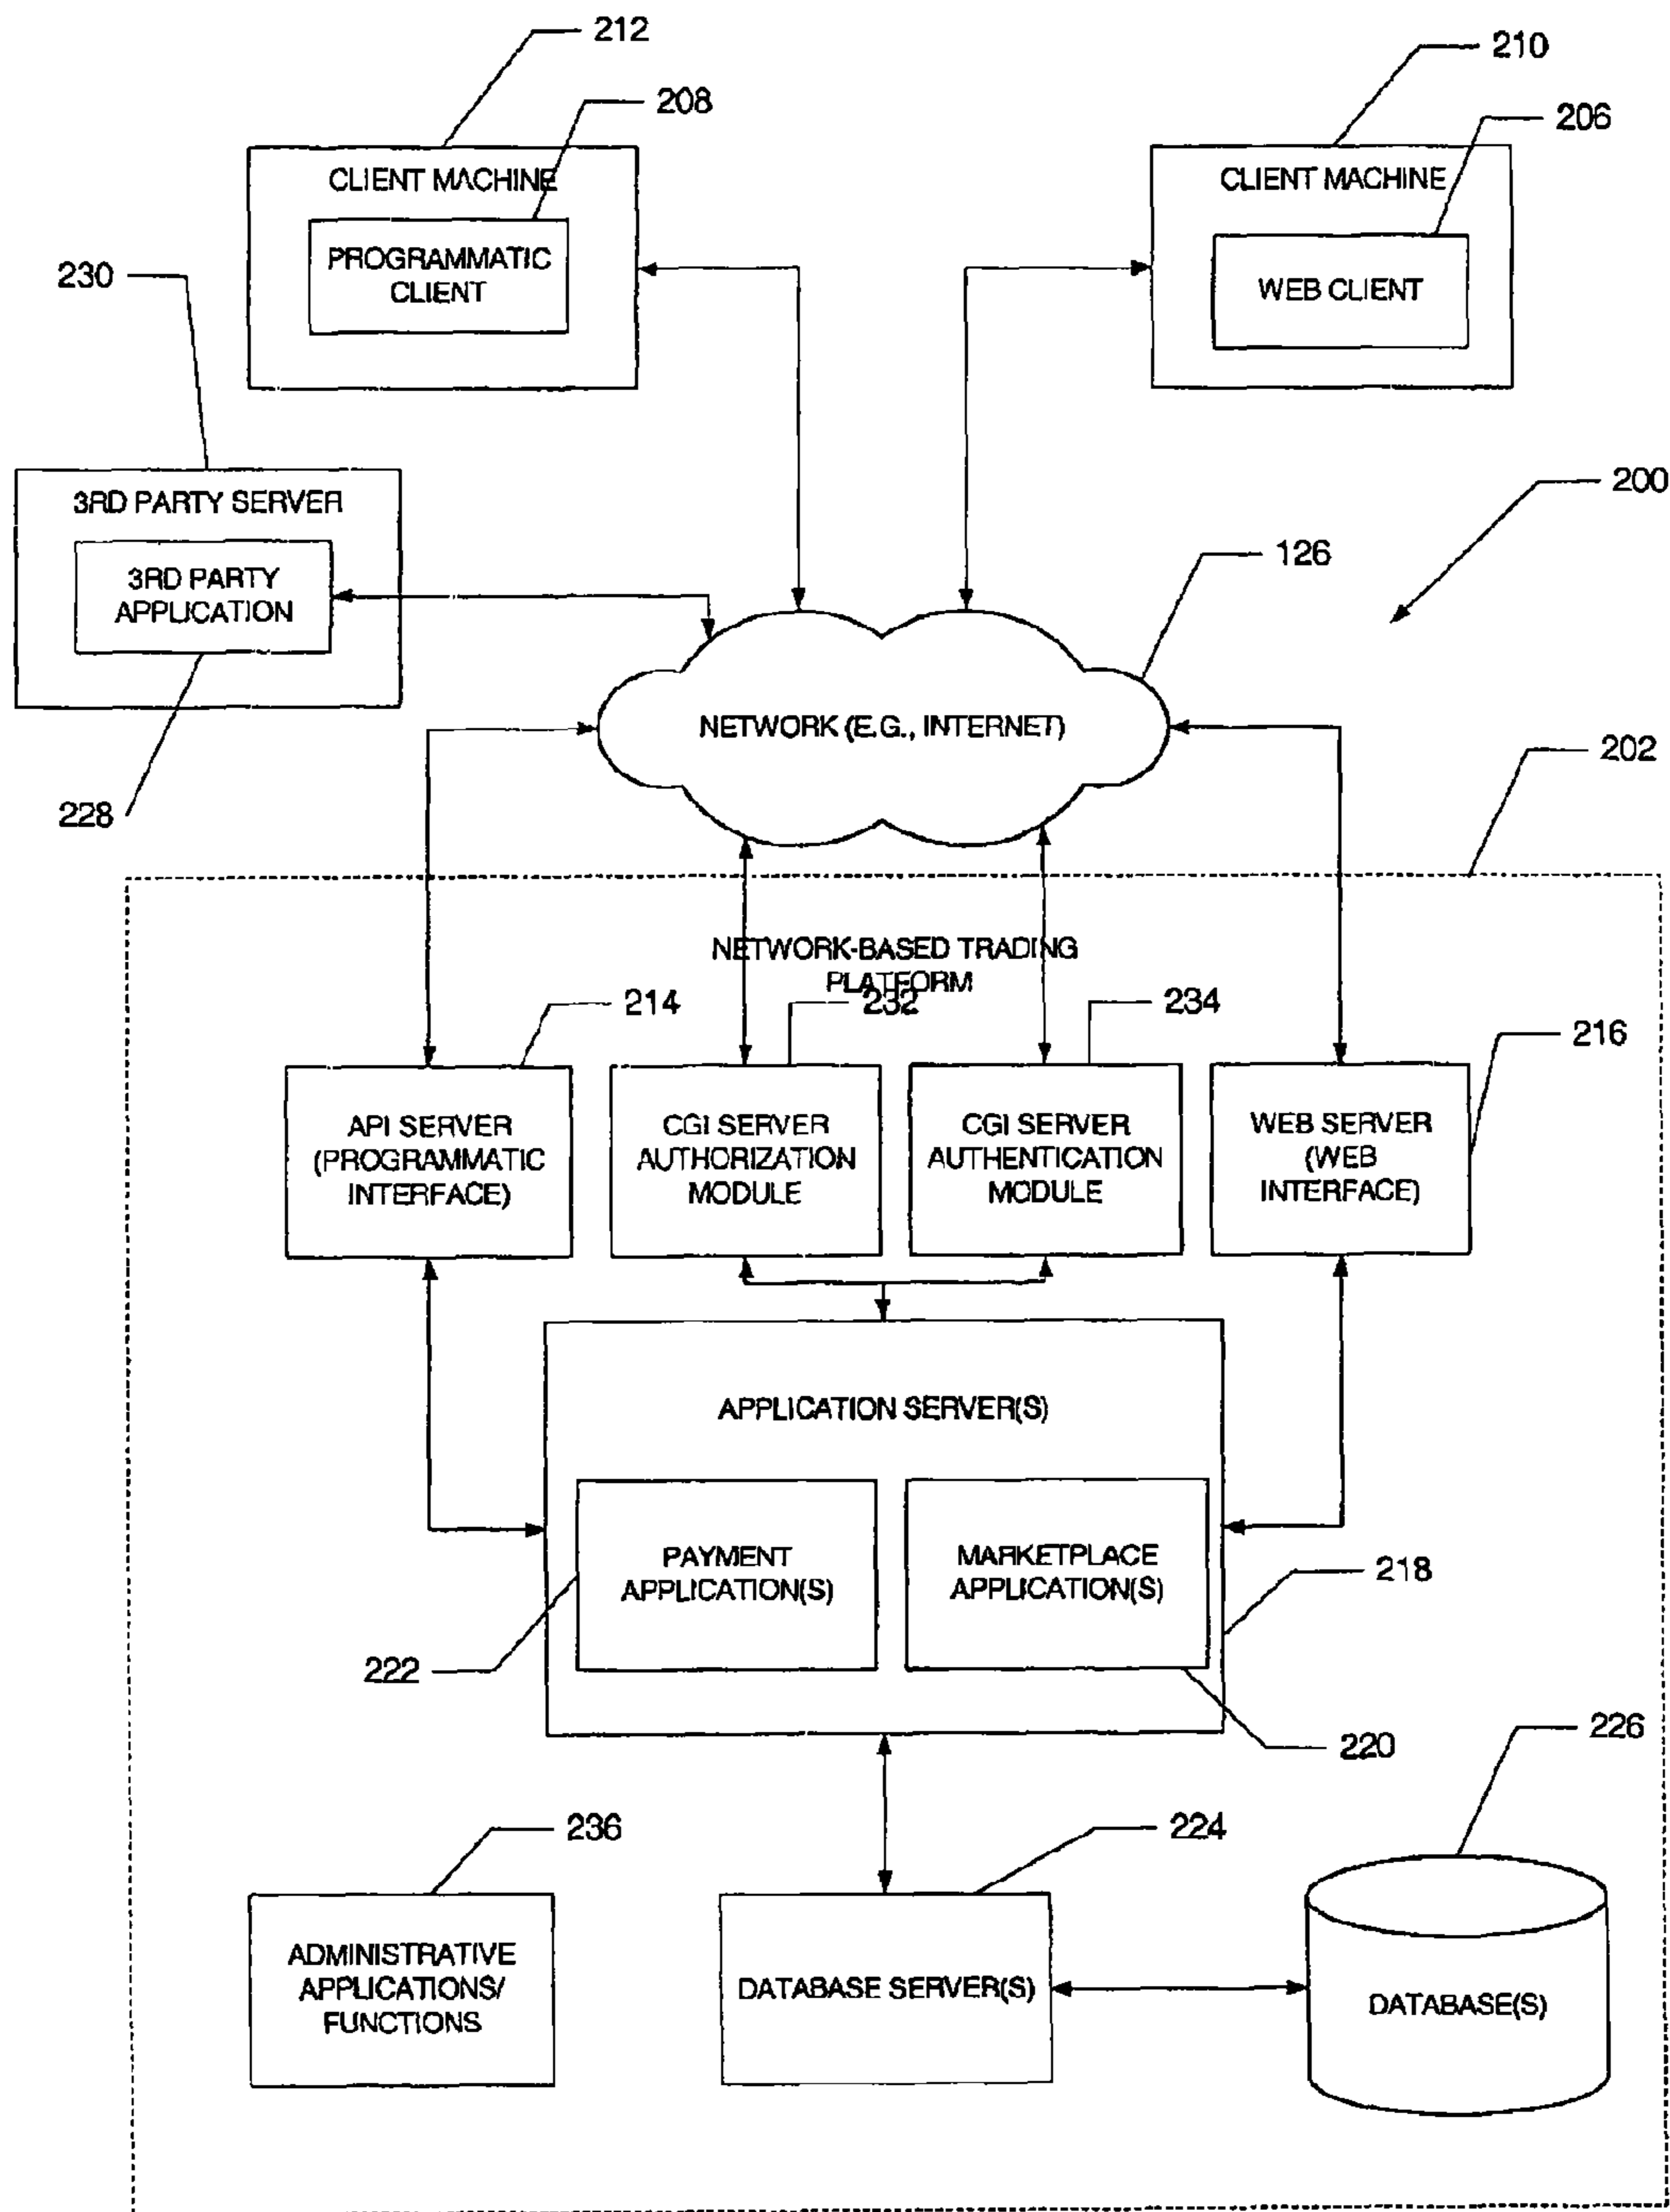 212
210
208
206
CLIENT MACHINE
CLIENT MACHINE
PROGRAMMATIC
CLIENT
WEB CLIENT
230
3RD PARTY SERVER
200
3RD PARTY
APPLICATION
126
NETWORK (E.G., INTERNET)
202
228
NETWORK-BASED TRADING
PLATFORM
214
232
234
216
API SERVER
(PROGRAMMATIC
INTERFACE)
CGI SERVER
AUTHORIZATION
MODULE
CGI SERVER
AUTHENTICATION
MODULE
WEB SERVER
(WEB
INTERFACE)
APPLICATION SERVER(S)
PAYMENT
APPLICATION(S)
MARKETPLACE
APPLICATION(S)
218
222
220
226
236
224
ADMINISTRATIVE
APPLICATIONS/
FUNCTIONS
DATABASE SERVER(S)
DATABASE(S)